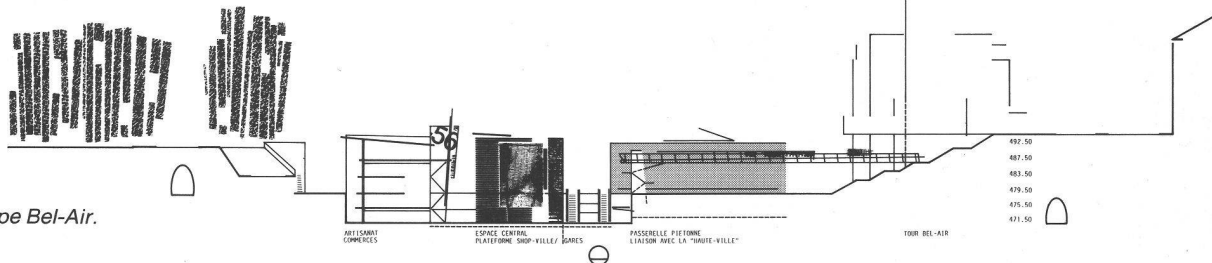 56
492.50
487.50
483.50
479.50
475.50
471.50
pe Bel-Air.
ARTISANAT
COMMERCES
ESPACE CENTRAL
PLATEFORME SHOP-VILLE/ GARES
PASSERELLE PIETONNE
LIAISON AVEC LA "HAUTE-VILLE"
TOUR BEL-AIR